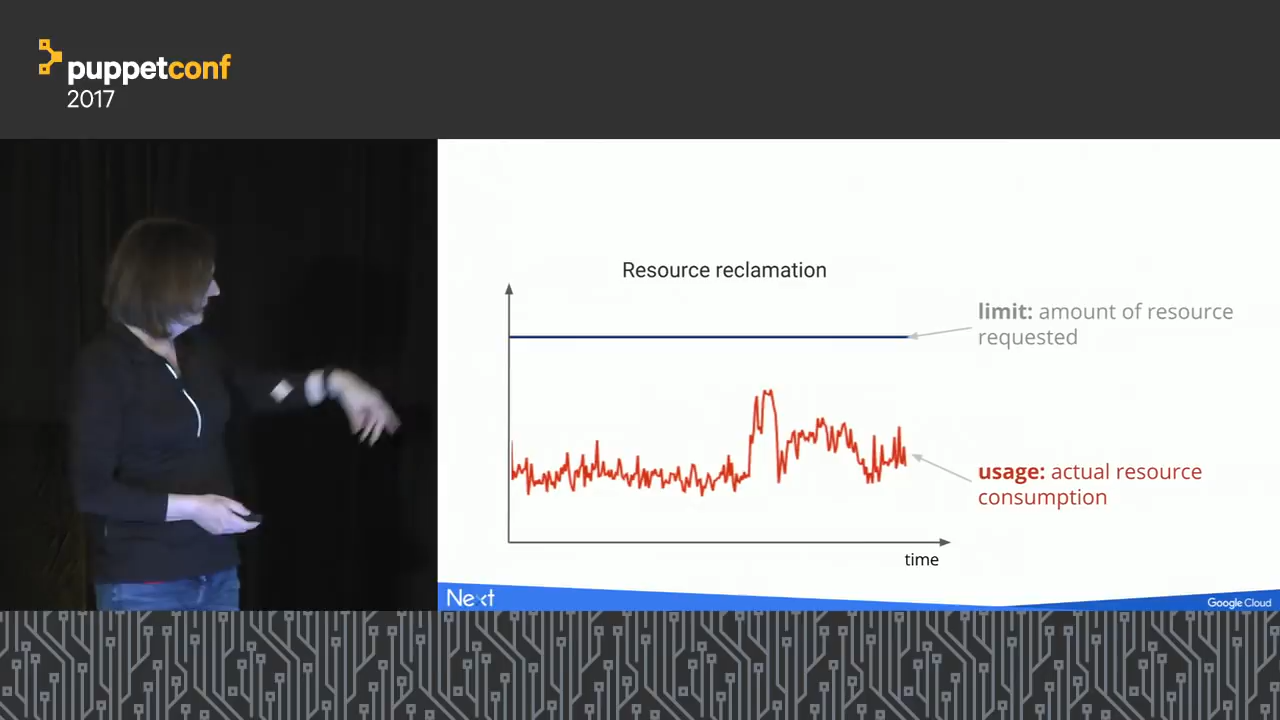 puppetconf
2017
Resource reclamation
limit: amount of resource
requested
usage: actual resource
consumption
time
Next
Google Cloud